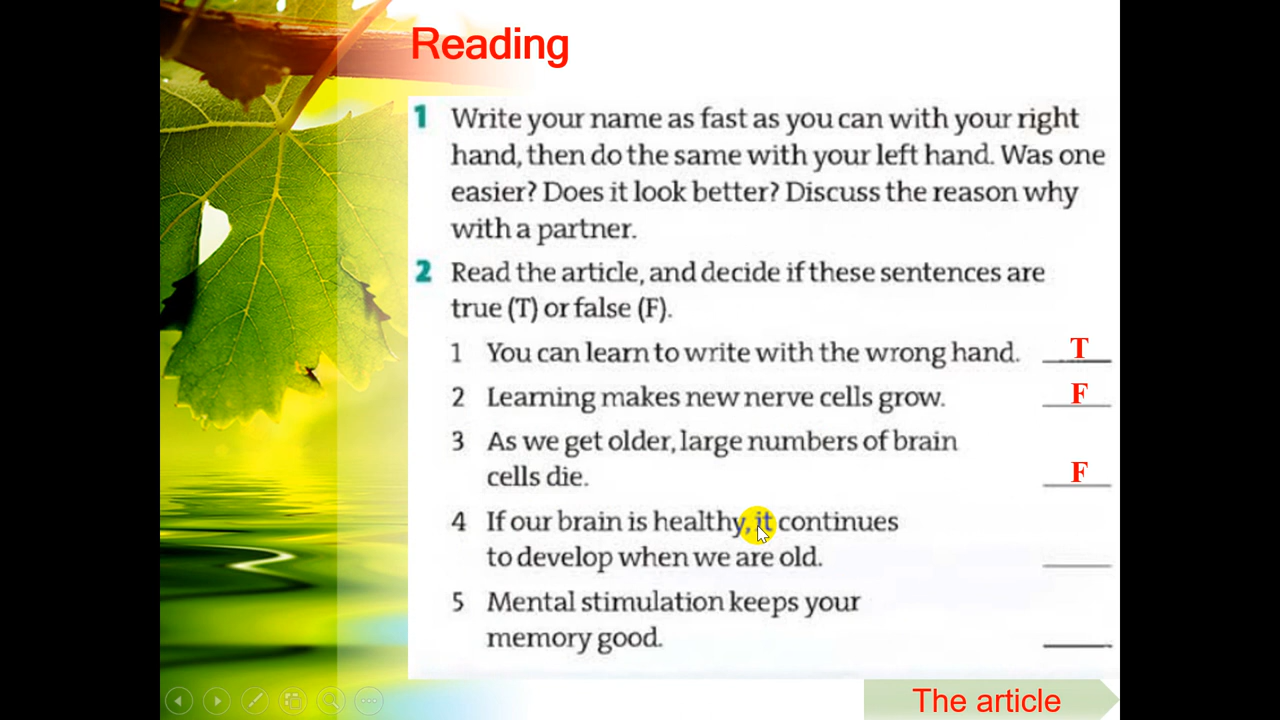 Reading
1 Write your name as fast as you can with your right
hand, then do the same with your left hand. Was one
easier? Does it look better? Discuss the reason why
with a partner.
2 Read the article, and decide if these sentences are
true (T) or false (F).
1 You can learn to write with the wrong hand. T
2 Learning makes new nerve cells grow. F
3 As we get older, large numbers of brain
cells die. F
4 If our brain is healthy, it continues
to develop when we are old.
5 Mental stimulation keeps your
memory good.
The article